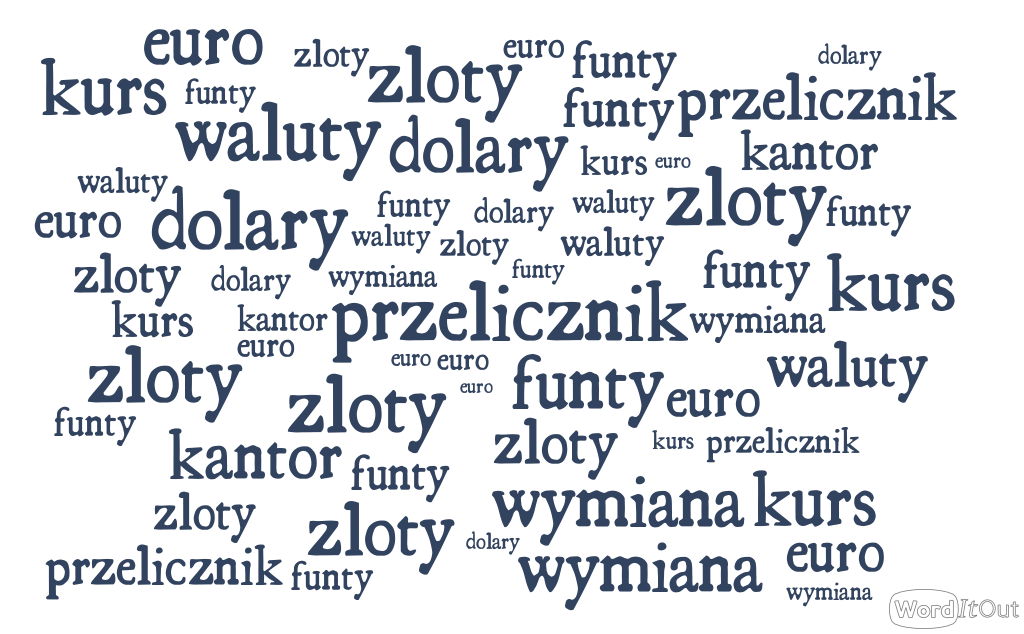 euro zloty zloty euro funty dolary
kurs funty funty przelicznik
waluty dolary kurs euro kantor
waluty zloty
euro dolary funty dolary waluty funty
waluty zloty waluty
zloty dolary wymiana funty funty kurs
kurs kantor przelicznik wymiana
euro euro euro waluty
zloty zloty euro funty euro
funty kantor zloty kurs przelicznik
funty
zloty zloty wymiana kurs
dolary euro
przelicznik funty wymiana wymiana
WordItOut